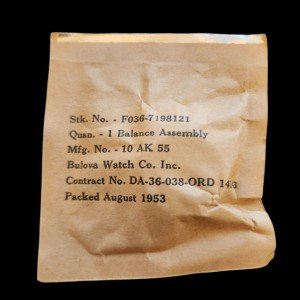 Stk. No. - F036-7198121
Quan. - 1 Balance Assembly
Mfg. No. - 10 AK 55
Bulova Watch Co. Inc.
Contract No. DA-36-038-ORD
Packed August 1953